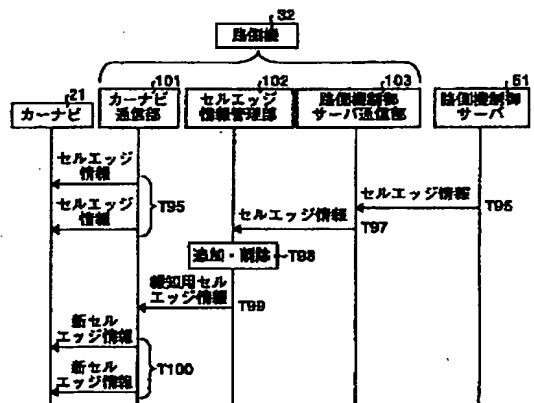 32
路側機
21
101
102
103
51
カーナビ
カーナビ
通信部
セルエッジ
情報管理部
路側機制御
サーバ通信部
路側機制御
サーバ
セルエッジ
情報
セルエッジ
情報
T95
セルエッジ情報
T96
セルエッジ情報
T97
追加・削除
T98
報知用セル
エッジ情報
T99
新セル
エッジ情報
新セル
エッジ情報
T100